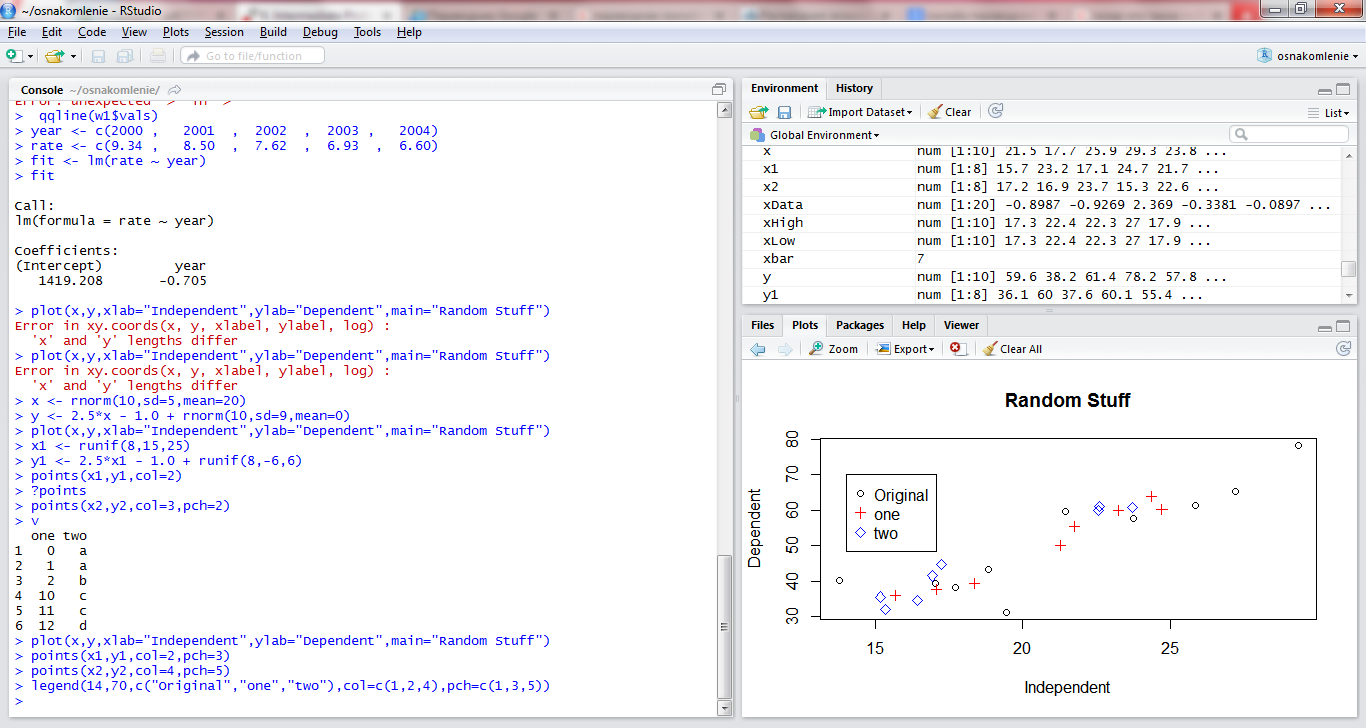 ~/osnakomlenie - RStudio
File Edit Code View Plots Session Build Debug Tools Help
Go to file/function
osnakomlenie
Console ~/osnakomlenie/
> qqline(w1$vals)
> year <- c(2000 , 2001 , 2002 , 2003 , 2004)
> rate <- c(9.34 , 8.50 , 7.62 , 6.93 , 6.60)
> fit <- lm(rate ~ year)
> fit
Call:
lm(formula = rate ~ year)
Coefficients:
(Intercept) year
1419.208 -0.705
> plot(x,y,xlab="Independent",ylab="Dependent",main="Random Stuff")
Error in xy.coords(x, y, xlabel, ylabel, log) :
'x' and 'y' lengths differ
> plot(x,y,xlab="Independent",ylab="Dependent",main="Random Stuff")
Error in xy.coords(x, y, xlabel, ylabel, log) :
'x' and 'y' lengths differ
> x <- rnorm(10,sd=5,mean=20)
> y <- 2.5*x - 1.0 + rnorm(10,sd=9,mean=0)
> plot(x,y,xlab="Independent",ylab="Dependent",main="Random Stuff")
> x1 <- runif(8,15,25)
> y1 <- 2.5*x1 - 1.0 + runif(8,-6,6)
> points(x1,y1,col=2)
> ?points
> points(x2,y2,col=3,pch=2)
> v
one two
1 0 a
2 1 a
3 2 b
4 10 c
5 11 c
6 12 d
> plot(x,y,xlab="Independent",ylab="Dependent",main="Random Stuff")
> points(x1,y1,col=2,pch=3)
> points(x2,y2,col=4,pch=5)
> legend(14,70,c("Original","one","two"),col=c(1,2,4),pch=c(1,3,5))
>
Environment History
Import Dataset Clear List
Global Environment
x num [1:10] 21.5 17.7 25.9 29.3 23.8 ...
x1 num [1:8] 15.7 23.2 17.1 24.7 21.7 ...
x2 num [1:8] 17.2 16.9 23.7 15.3 22.6 ...
xData num [1:20] -0.8987 -0.9269 2.369 -0.3381 -0.0897 ...
xHigh num [1:10] 17.3 22.4 22.3 27 17.9 ...
xLow num [1:10] 17.3 22.4 22.3 27 17.9 ...
xbar 7
y num [1:10] 59.6 38.2 61.4 78.2 57.8 ...
y1 num [1:8] 36.1 60 37.6 60.1 55.4 ...
Files Plots Packages Help Viewer
Zoom Export Clear All
Random Stuff
Dependent
80
70
60
50
40
30
Original
one
two
15 20 25
Independent